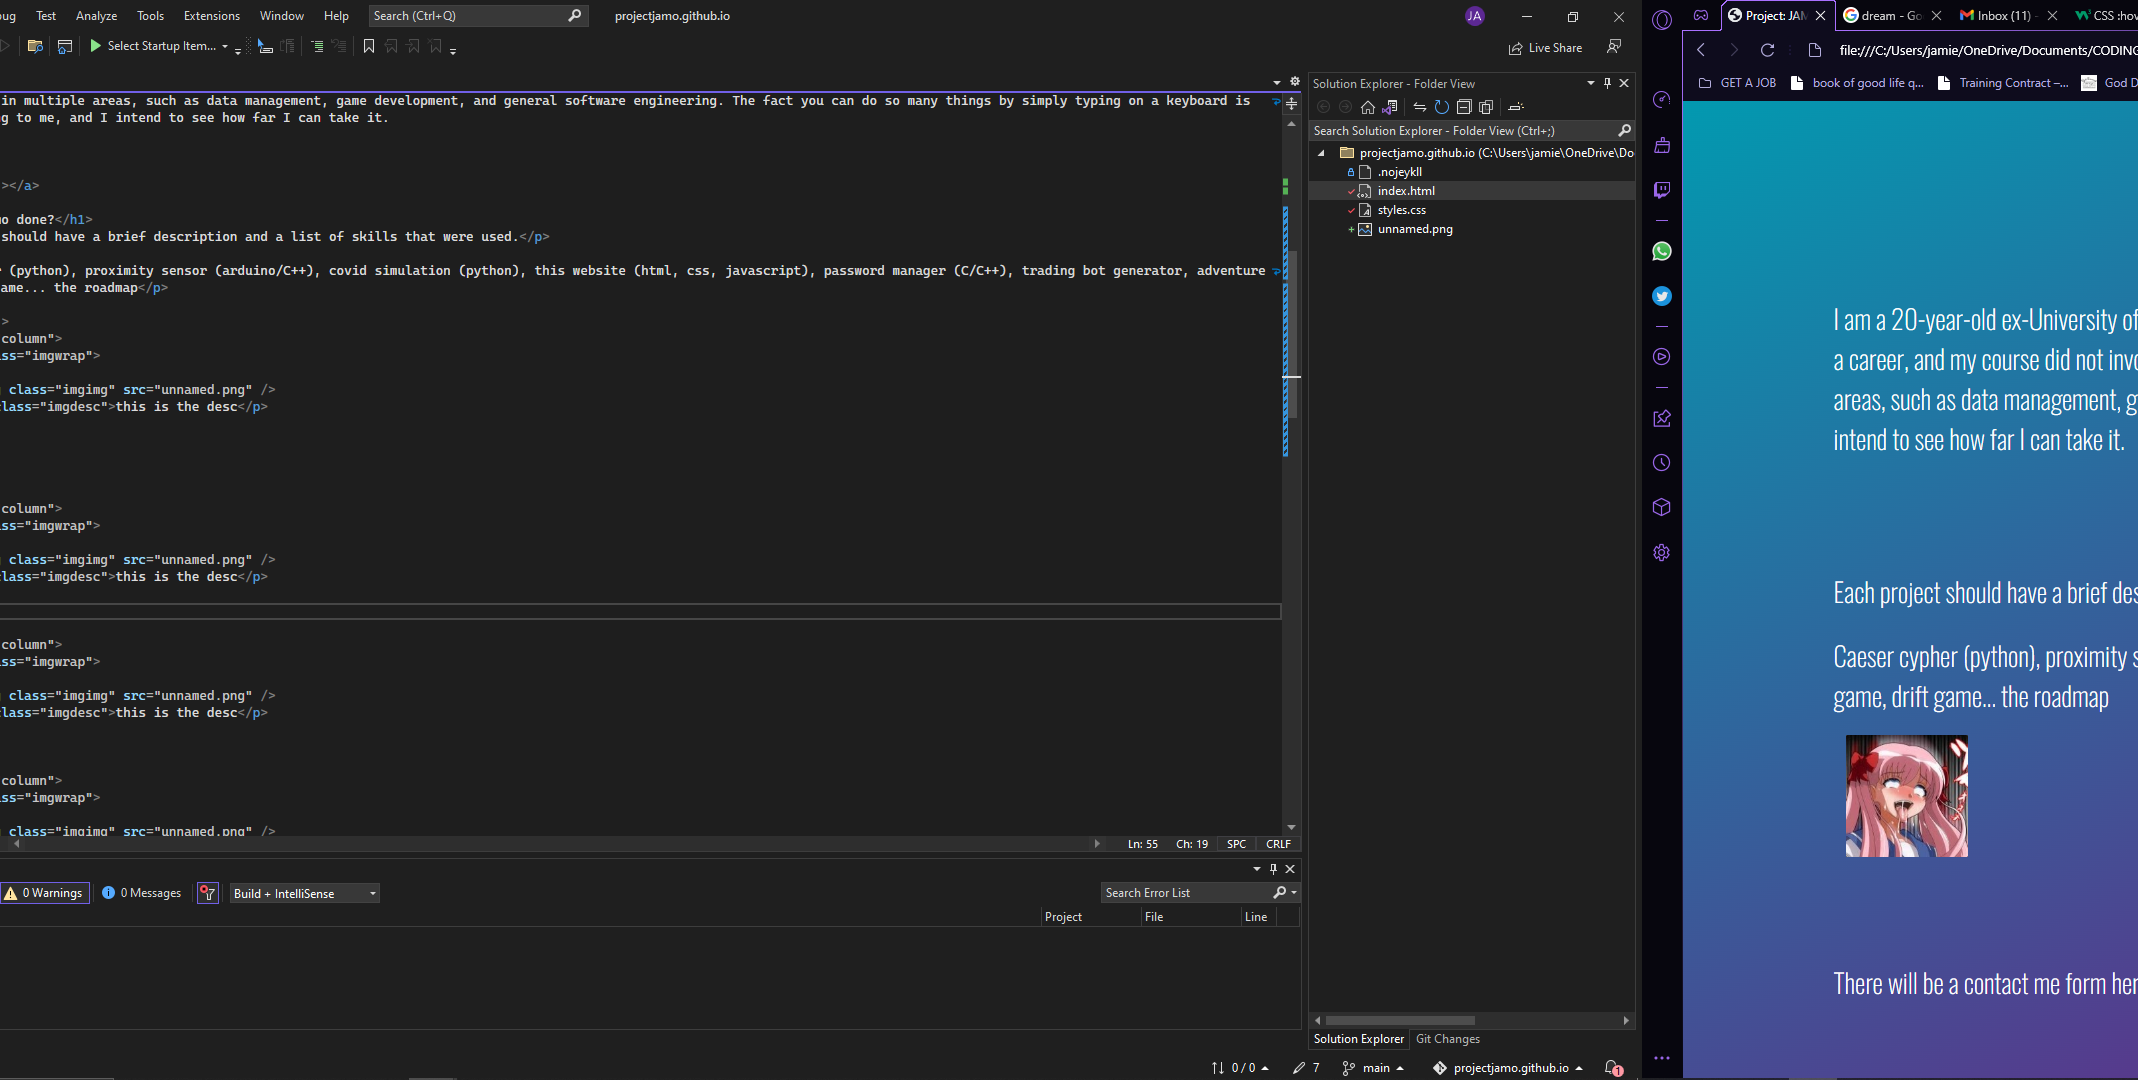 ug Test Analyze Tools Extensions Window Help Search (Ctrl+Q) projectjamo.github.io JA
Select Startup Item... Live Share
in multiple areas, such as data management, game development, and general software engineering. The fact you can do so many things by simply typing on a keyboard is
g to me, and I intend to see how far I can take it.
></a>
o done?</h1>
should have a brief description and a list of skills that were used.</p>
(python), proximity sensor (arduino/C++), covid simulation (python), this website (html, css, javascript), password manager (C/C++), trading bot generator, adventure
ame... the roadmap</p>
>
column">
ss="imgwrap">
class="imgimg" src="unnamed.png" />
lass="imgdesc">this is the desc</p>
column">
ss="imgwrap">
class="imgimg" src="unnamed.png" />
lass="imgdesc">this is the desc</p>
column">
ss="imgwrap">
class="imgimg" src="unnamed.png" />
lass="imgdesc">this is the desc</p>
column">
ss="imgwrap">
class="imgimg" src="unnamed.png" />
Ln: 55 Ch: 19 SPC CRLF
0 Warnings 0 Messages Build + IntelliSense Search Error List
Project File Line
Solution Explorer - Folder View
Search Solution Explorer - Folder View (Ctrl+;)
projectjamo.github.io (C:\Users\jamie\OneDrive\Do
.nojeykll
index.html
styles.css
unnamed.png
Solution Explorer Git Changes
0 / 0 7 main projectjamo.github.io 1
Project: JAM dream - Go Inbox (11) - CSS :hov
file:///C:/Users/jamie/OneDrive/Documents/CODING
GET A JOB book of good life q... Training Contract –... God D
I am a 20-year-old ex-University of
a career, and my course did not invo
areas, such as data management, g
intend to see how far I can take it.
Each project should have a brief des
Caeser cypher (python), proximity s
game, drift game... the roadmap
There will be a contact me form her